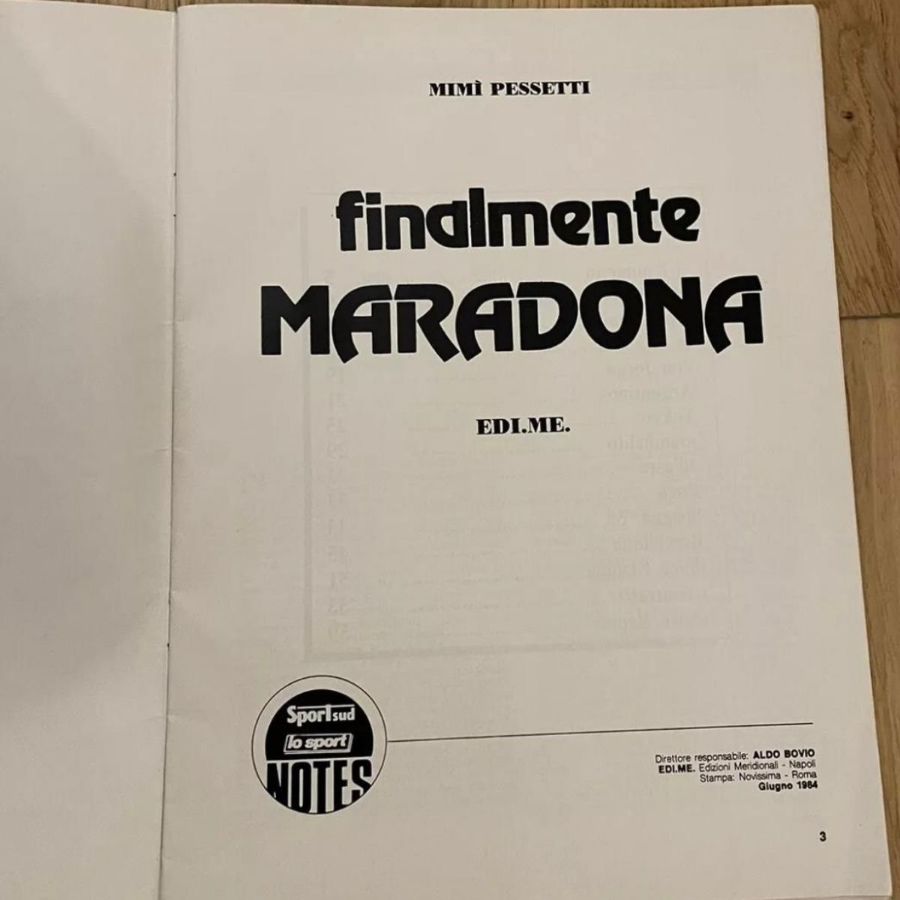 MIMÌ PESSETTI
finalmente
MARADONA
EDI.ME.
Sport sud
lo sport
NOTES
Direttore responsabile: ALDO BOVIO
EDI.ME. Edizioni Meridionali - Napoli
Stampa: Novissima - Roma
Giugno 1984
3